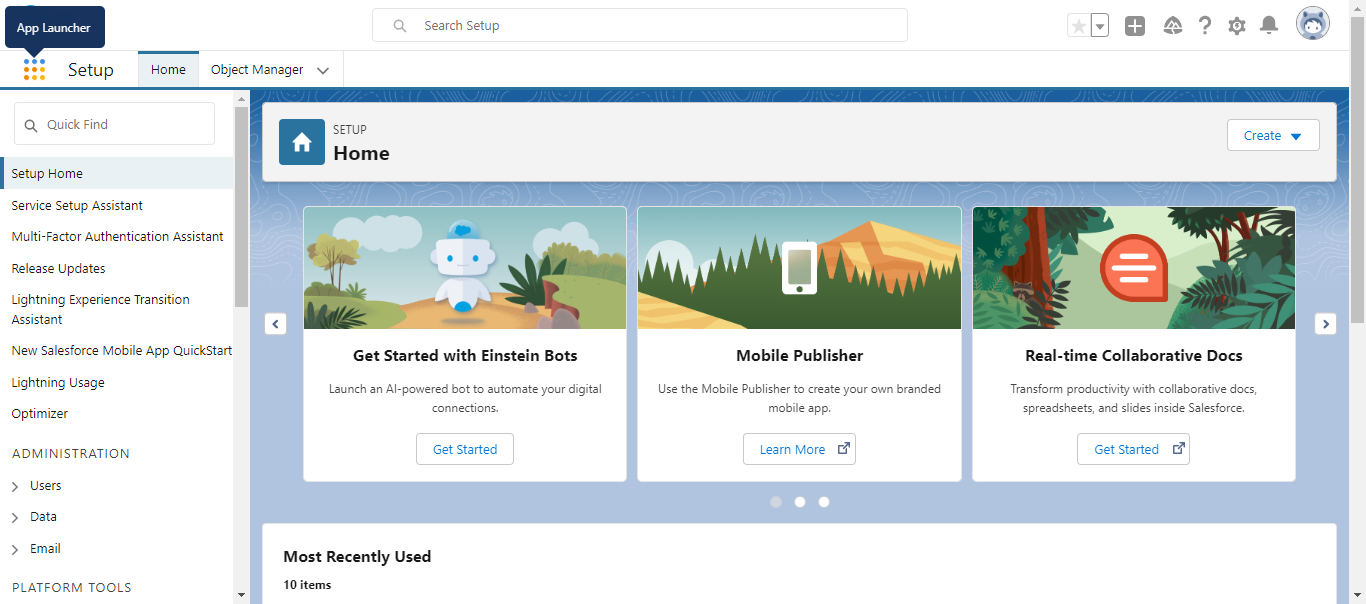 App Launcher
Search Setup
Setup
Home
Object Manager
Quick Find
Setup Home
Service Setup Assistant
Multi-Factor Authentication Assistant
Release Updates
Lightning Experience Transition
Assistant
New Salesforce Mobile App QuickStart
Lightning Usage
Optimizer
ADMINISTRATION
Users
Data
Email
PLATFORM TOOLS
SETUP
Home
Create
Get Started with Einstein Bots
Launch an AI-powered bot to automate your digital
connections.
Get Started
Mobile Publisher
Use the Mobile Publisher to create your own branded
mobile app.
Learn More
Real-time Collaborative Docs
Transform productivity with collaborative docs,
spreadsheets, and slides inside Salesforce.
Get Started
Most Recently Used
10 items